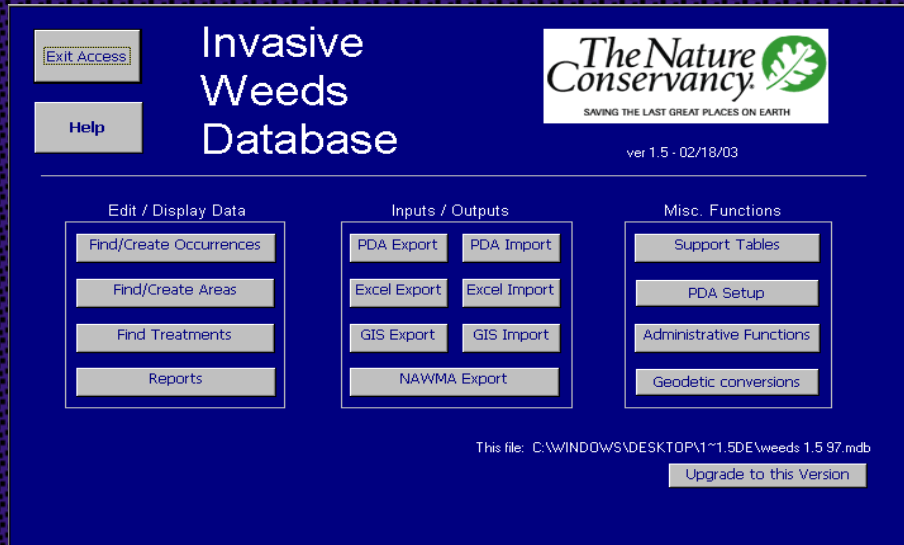 Exit Access
Help
Invasive
Weeds
Database
The Nature
Conservancy.
SAVING THE LAST GREAT PLACES ON EARTH
ver 1.5 - 02/18/03
Edit / Display Data
Find/Create Occurrences
Find/Create Areas
Find Treatments
Reports
Inputs / Outputs
PDA Export PDA Import
Excel Export Excel Import
GIS Export GIS Import
NAWMA Export
Misc. Functions
Support Tables
PDA Setup
Administrative Functions
Geodetic conversions
This file: C:\WINDOWS\DESKTOP\1~1.5DE\weeds 1.5 97.mdb
Upgrade to this Version